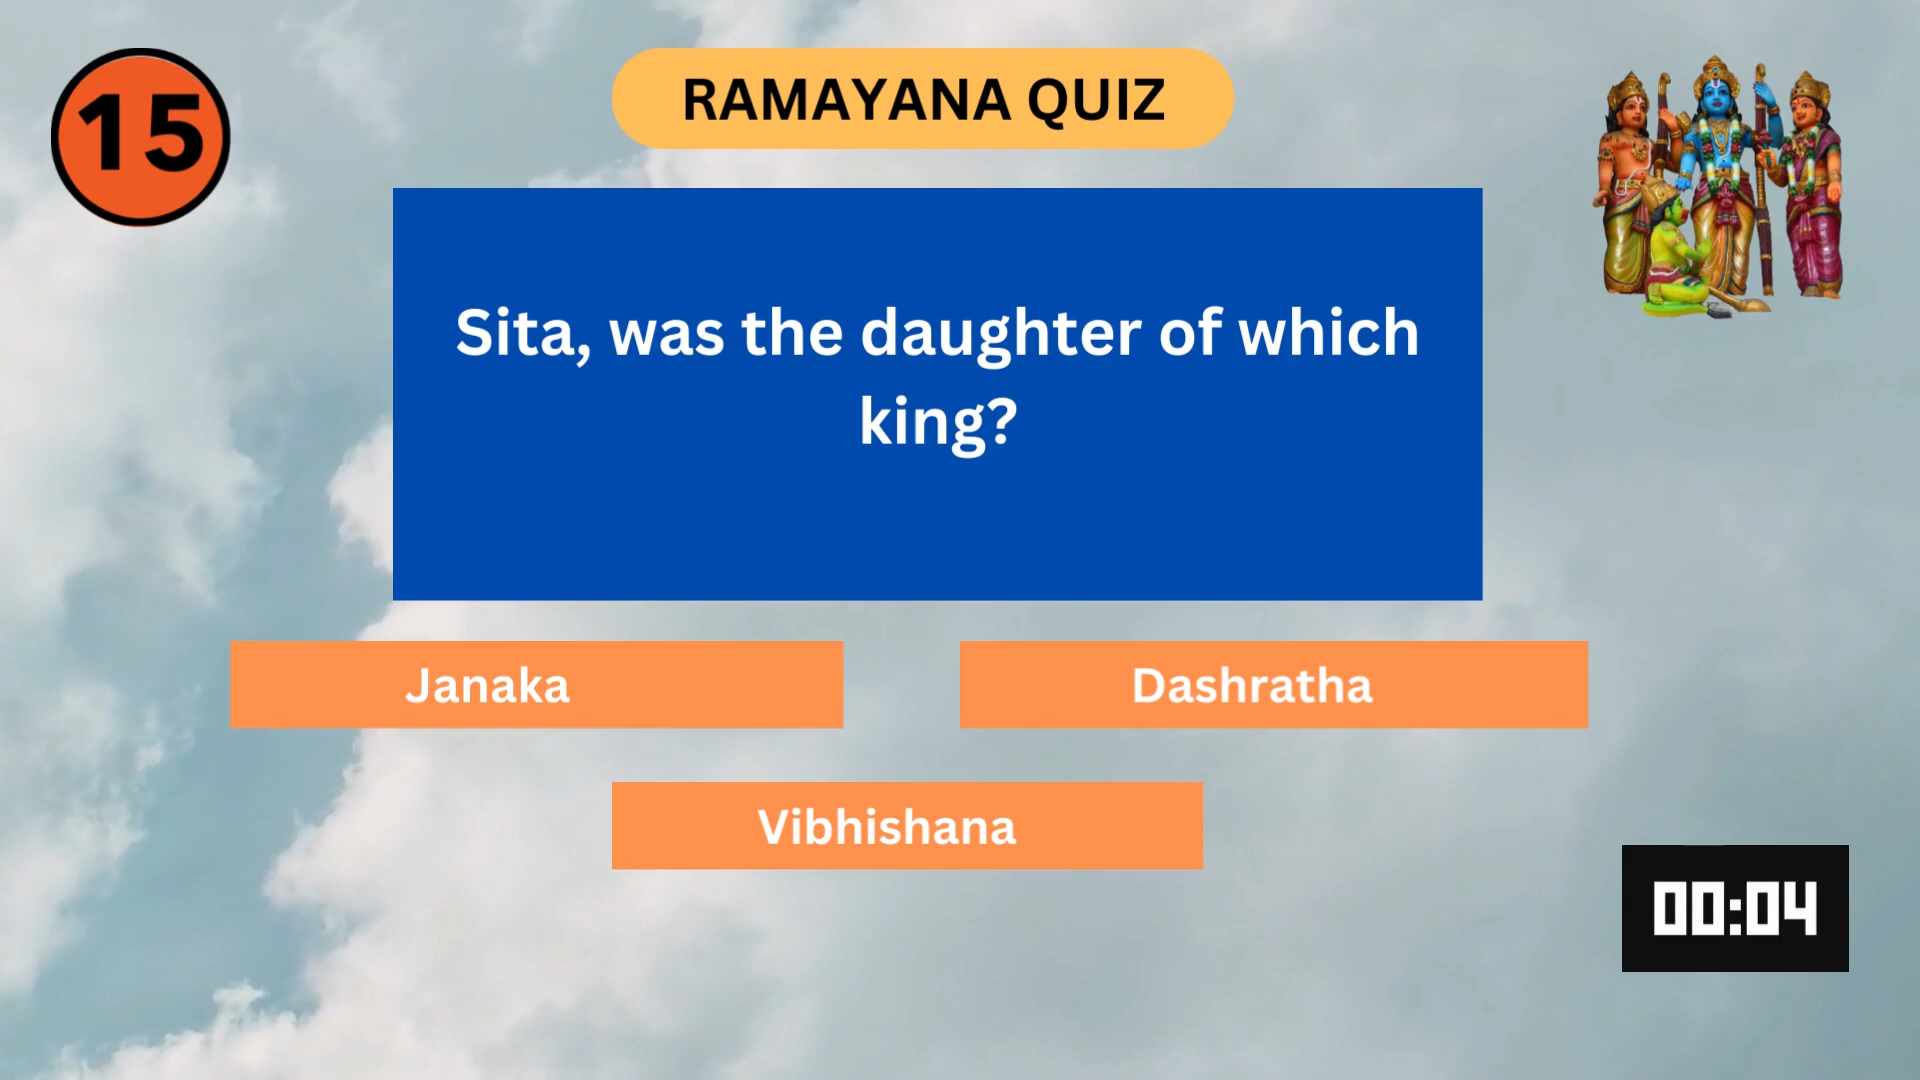 15
RAMAYANA QUIZ
Sita, was the daughter of which
king?
Janaka
Dashratha
Vibhishana
00:04